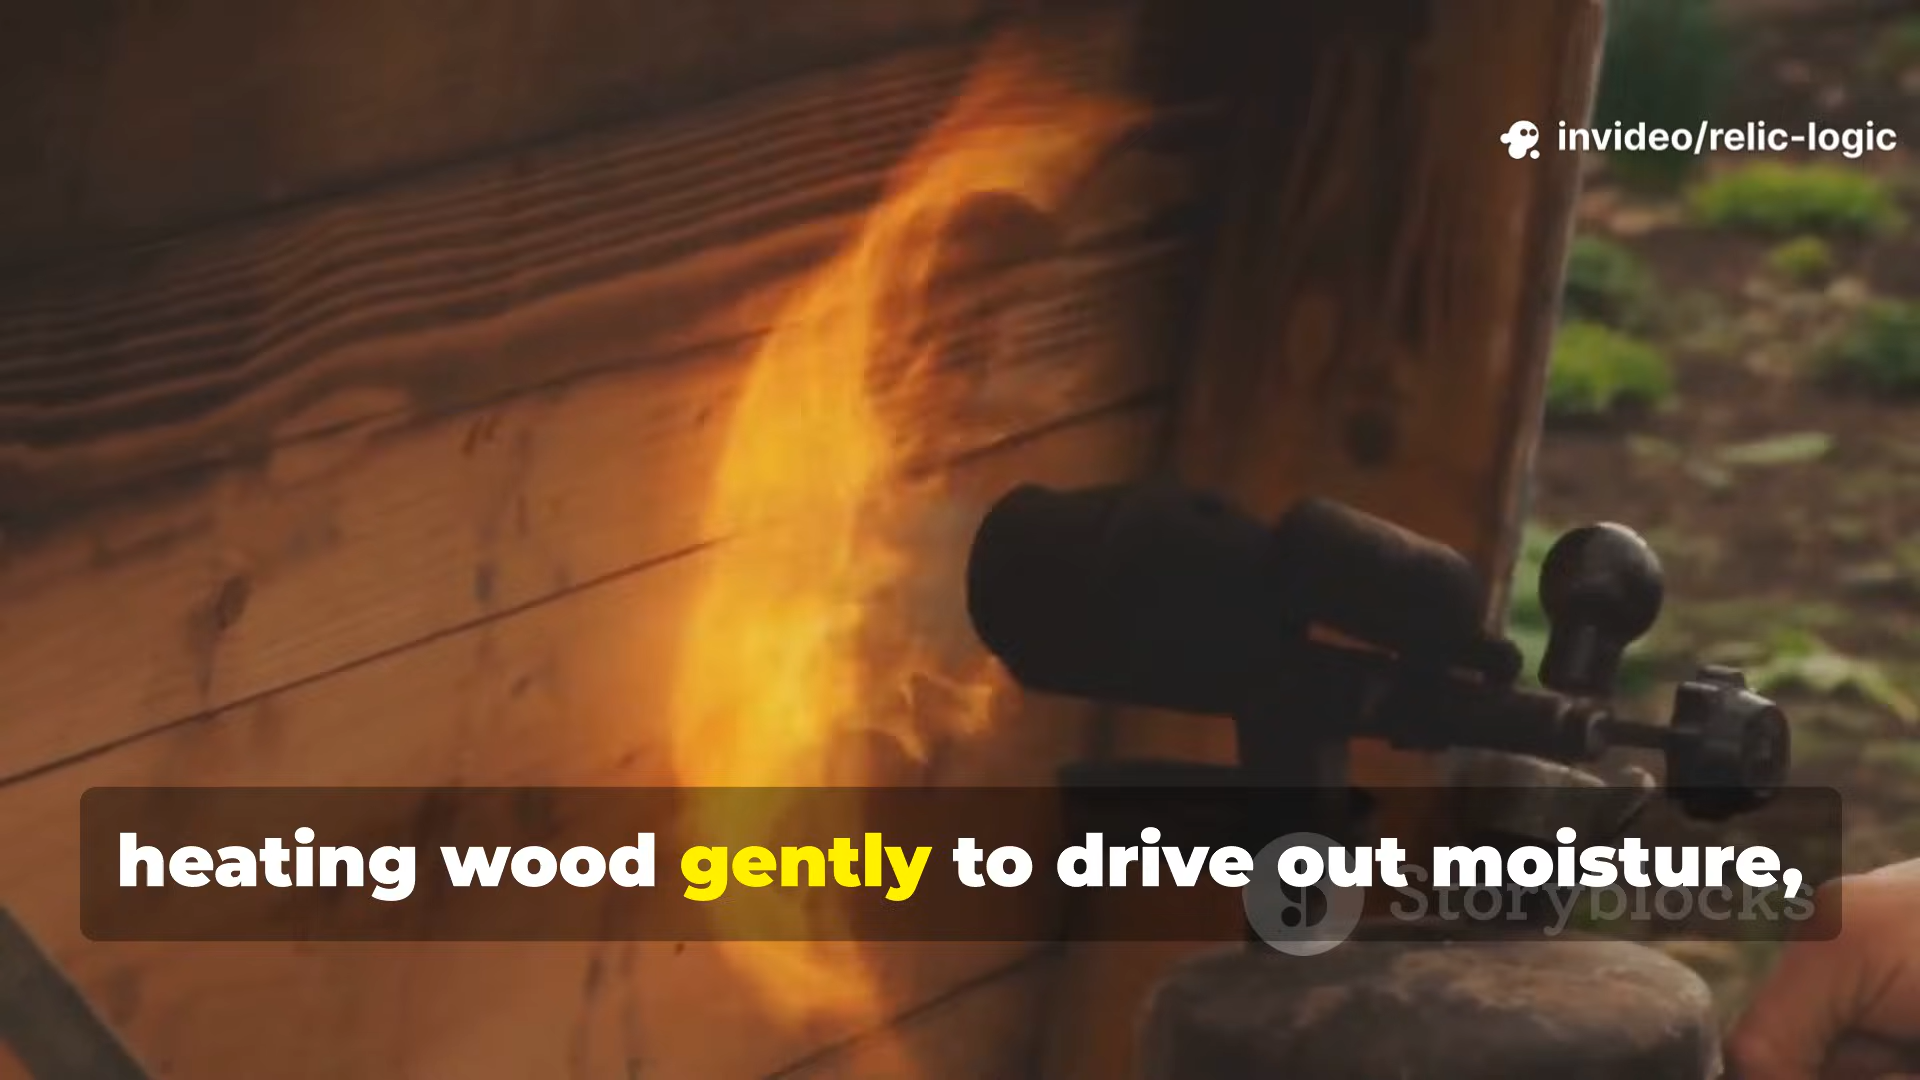 invideo/relic-logic
heating wood gently to drive out moisture,
Storyblocks